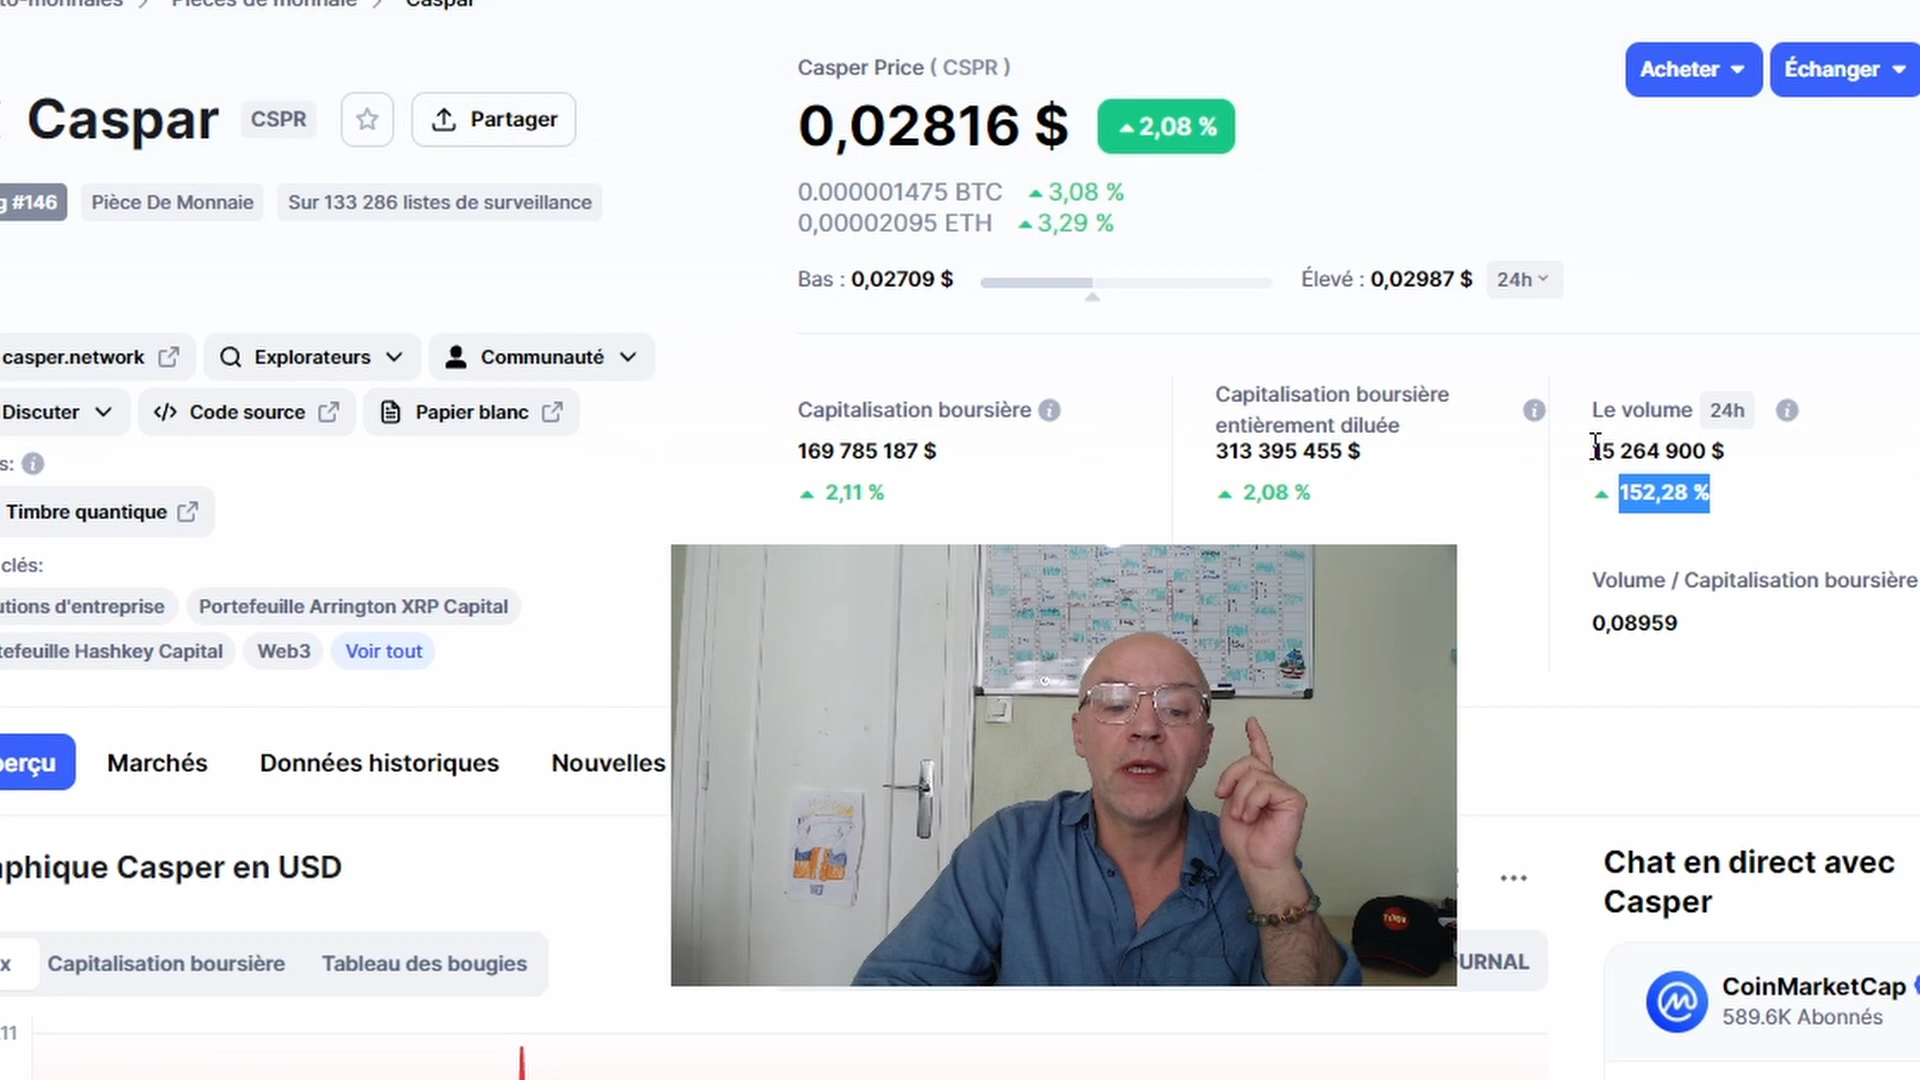 Caspar
Caspar
CSPR
Partager
#146
Pièce De Monnaie
Sur 133 286 listes de surveillance
casper.network
Explorateurs
Communauté
Discuter
Code source
Papier blanc
Timbre quantique
clés:
d'entreprise
Portefeuille Arrington XRP Capital
Hashkey Capital
Web3
Voir tout
Casper Price ( CSPR )
0,02816 $
2,08 %
0.000001475 BTC
3,08 %
0,00002095 ETH
3,29 %
Bas : 0,02709 $
Élevé : 0,02987 $
24h
Acheter
Échanger
Capitalisation boursière
169 785 187 $
2,11 %
Capitalisation boursière
entièrement diluée
313 395 455 $
2,08 %
Le volume
24h
15 264 900 $
152,28 %
Volume / Capitalisation boursière
0,08959
Marchés
Données historiques
Nouvelles
Casper en USD
Capitalisation boursière
Tableau des bougies
Chat en direct avec
Casper
CoinMarketCap
589.6K Abonnés